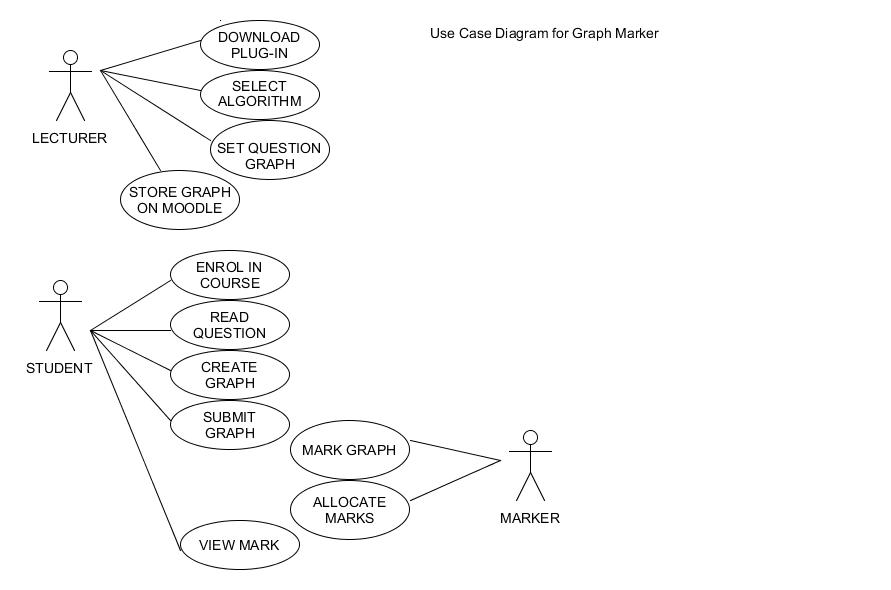 Use Case Diagram for Graph Marker
DOWNLOAD
PLUG-IN
SELECT
ALGORITHM
LECTURER
SET QUESTION
GRAPH
STORE GRAPH
ON MOODLE
ENROL IN
COURSE
READ
QUESTION
STUDENT
CREATE
GRAPH
SUBMIT
GRAPH
MARK GRAPH
ALLOCATE
MARKS
MARKER
VIEW MARK